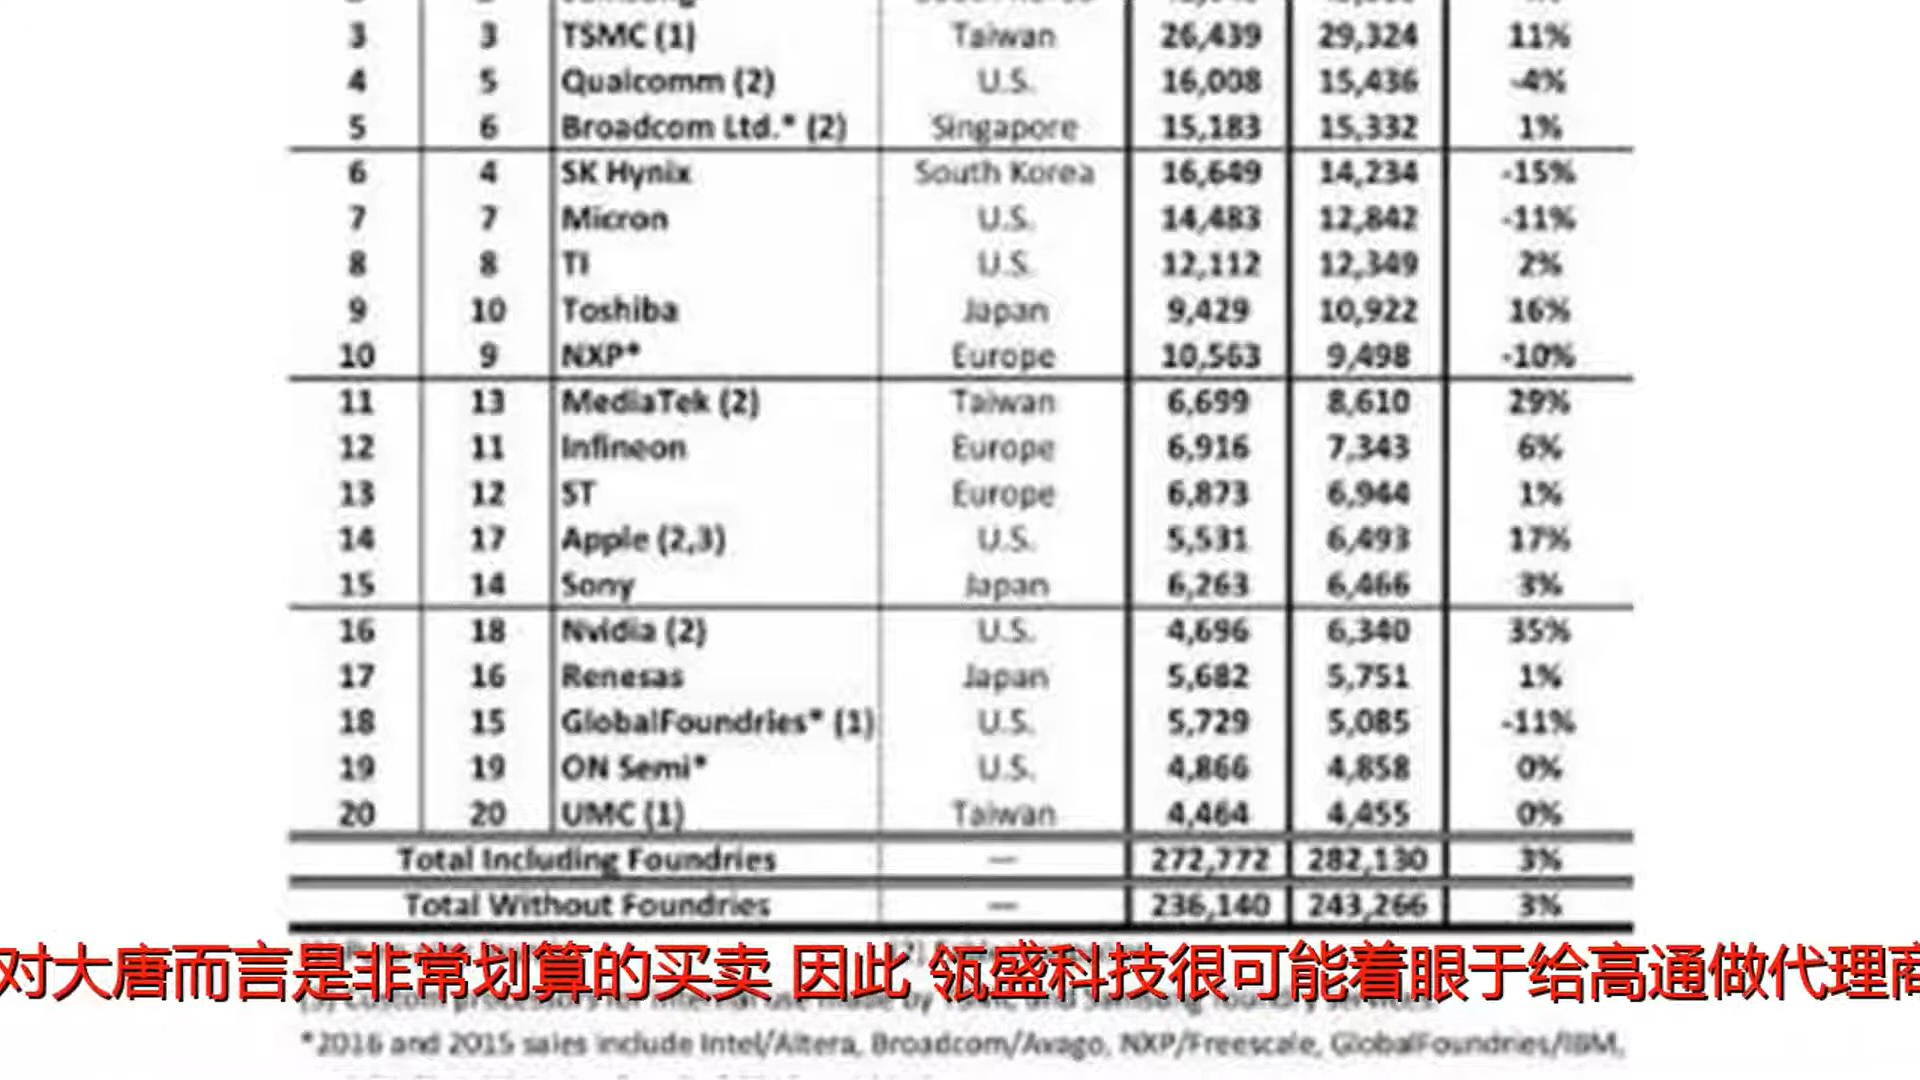 3 3 TSMC (1) Taiwan 26,439 29,324 11%
4 5 Qualcomm (2) U.S. 16,008 15,436 -4%
5 6 Broadcom Ltd.* (2) Singapore 15,183 15,332 1%
6 4 SK Hynix South Korea 16,649 14,234 -15%
7 7 Micron U.S. 14,483 12,842 -11%
8 8 TI U.S. 12,112 12,349 2%
9 10 Toshiba Japan 9,429 10,922 16%
10 9 NXP* Europe 10,563 9,498 -10%
11 13 MediaTek (2) Taiwan 6,699 8,610 29%
12 11 Infineon Europe 6,916 7,343 6%
13 12 ST Europe 6,873 6,944 1%
14 17 Apple (2,3) U.S. 5,531 6,493 17%
15 14 Sony Japan 6,263 6,466 3%
16 18 Nvidia (2) U.S. 4,696 6,340 35%
17 16 Renesas Japan 5,682 5,751 1%
18 15 GlobalFoundries* (1) U.S. 5,729 5,085 -11%
19 19 ON Semi* U.S. 4,866 4,858 0%
20 20 UMC (1) Taiwan 4,464 4,455 0%
Total Including Foundries — 272,772 282,130 3%
Total Without Foundries — 236,140 243,266 3%
对大唐而言是非常划算的买卖 因此 瓴盛科技很可能着眼于给高通做代理商
*2016 and 2015 sales include Intel/Altera, Broadcom/Avago, NXP/Freescale, GlobalFoundries/IBM,